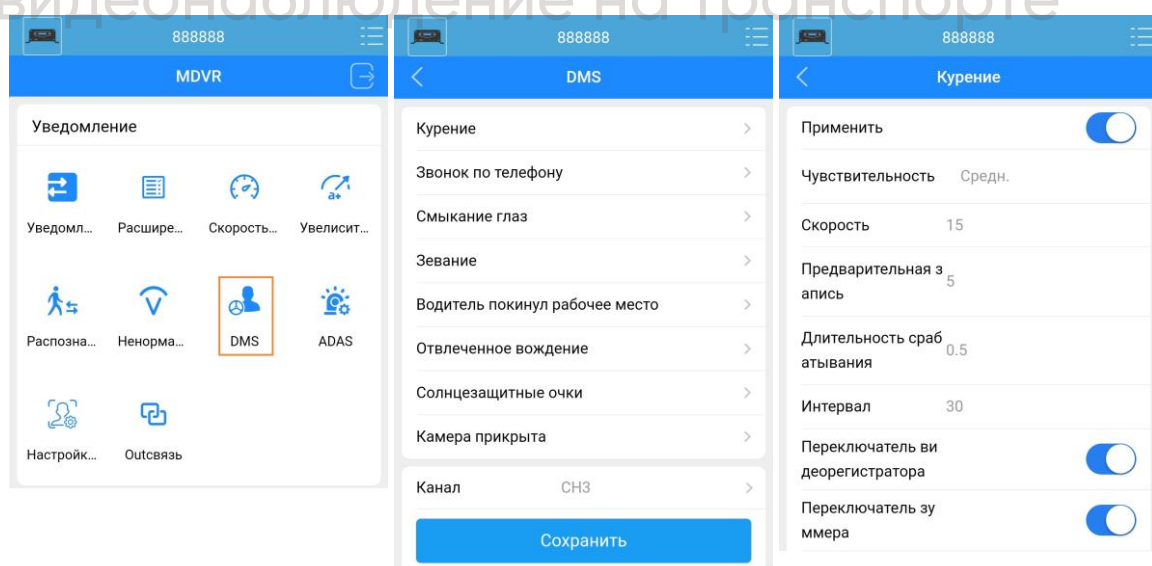 видеонаблюдение на транспорте
888888
MDVR
Уведомление
Уведомл...
Расшире...
Скорость...
Увелисит...
a+
Распозна...
Ненорма...
DMS
ADAS
Настройк...
Outсвязь
888888
DMS
Курение
Звонок по телефону
Смыкание глаз
Зевание
Водитель покинул рабочее место
Отвлеченное вождение
Солнцезащитные очки
Камера прикрыта
Канал CH3
Сохранить
888888
Курение
Применить
Чувствительность Средн.
Скорость 15
Предварительная з
апись 5
Длительность сраб
атывания 0.5
Интервал 30
Переключатель ви
деорегистратора
Переключатель зу
ммера